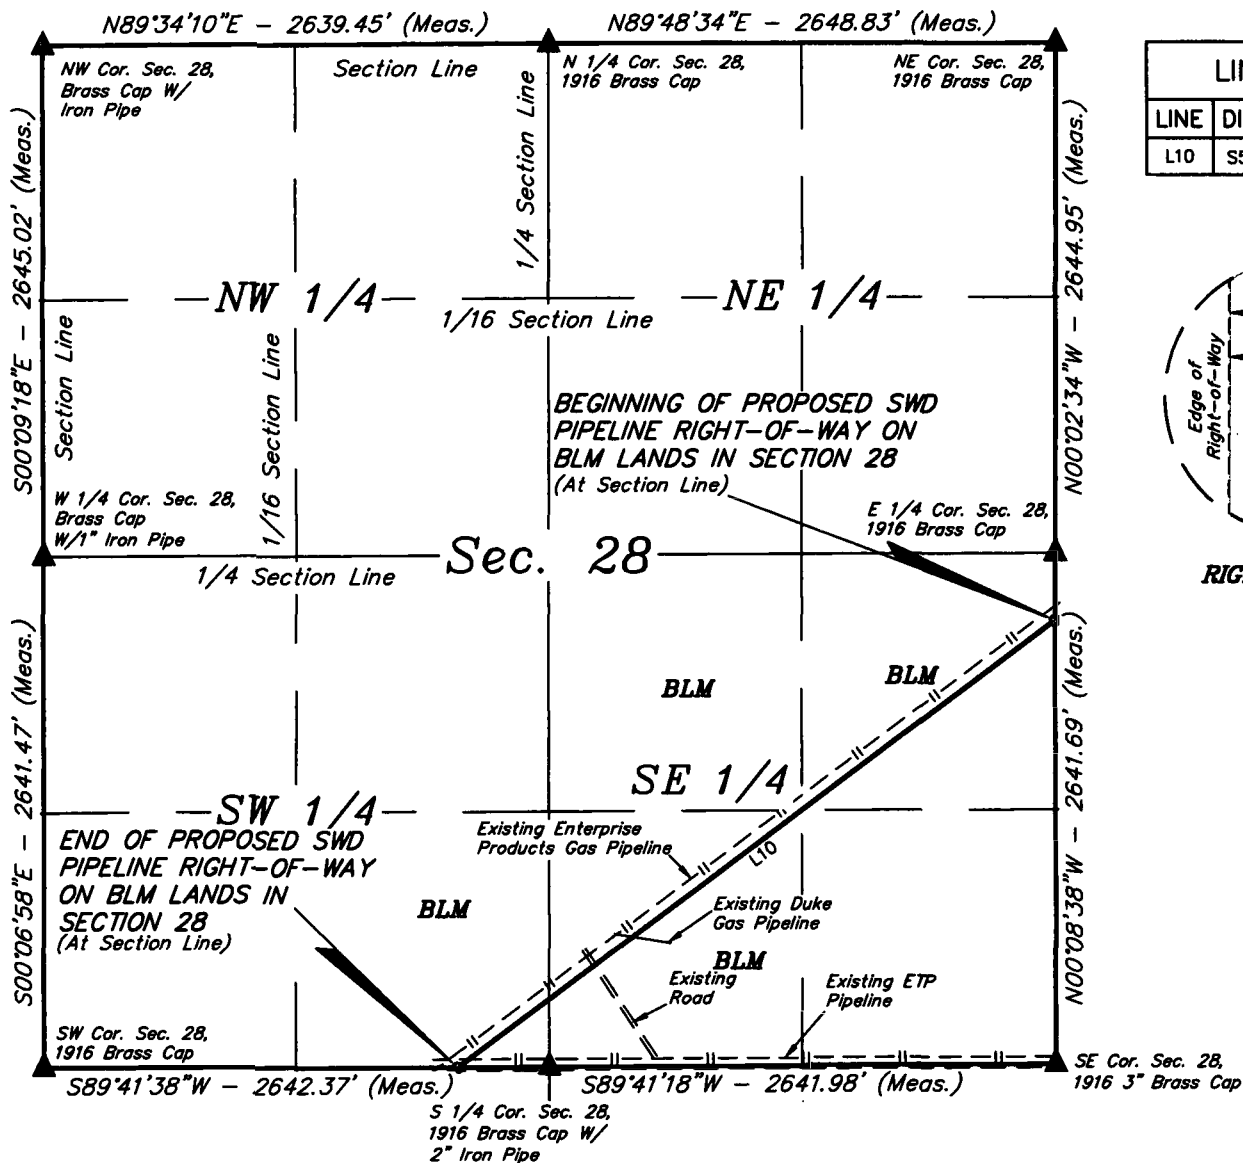 N89°34'10"E - 2639.45' (Meas.)
N89°48'34"E - 2648.83' (Meas.)
NW Cor. Sec. 28,
Brass Cap W/
Iron Pipe
Section Line
N 1/4 Cor. Sec. 28,
1916 Brass Cap
NE Cor. Sec. 28,
1916 Brass Cap
LINE
L10
S00°09'18"E - 2645.02' (Meas.)
Section Line
1/4 Section Line
N00°02'34"W - 2644.95' (Meas.)
NW 1/4
NE 1/4
1/16 Section Line
1/16 Section Line
Edge of
Right-of-Way
BEGINNING OF PROPOSED SWD
PIPELINE RIGHT-OF-WAY ON
BLM LANDS IN SECTION 28
(At Section Line)
W 1/4 Cor. Sec. 28,
Brass Cap
W/1" Iron Pipe
E 1/4 Cor. Sec. 28,
1916 Brass Cap
Sec. 28
1/4 Section Line
S00°06'58"E - 2641.47' (Meas.)
N00°08'38"W - 2641.69' (Meas.)
BLM
BLM
SW 1/4
SE 1/4
END OF PROPOSED SWD
PIPELINE RIGHT-OF-WAY
ON BLM LANDS IN
SECTION 28
(At Section Line)
Existing Enterprise
Products Gas Pipeline
L10
BLM
Existing Duke
Gas Pipeline
BLM
Existing
Road
Existing ETP
Pipeline
SW Cor. Sec. 28,
1916 Brass Cap
SE Cor. Sec. 28,
1916 3" Brass Cap
S89°41'38"W - 2642.37' (Meas.)
S89°41'18"W - 2641.98' (Meas.)
S 1/4 Cor. Sec. 28,
1916 Brass Cap W/
2" Iron Pipe